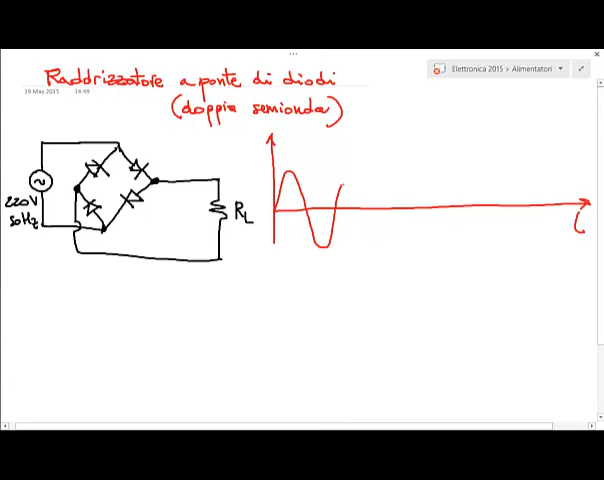 Elettronica 2015 > Alimentatori
Raddrizzatore a ponte di diodi
19 May 2015 14:49
(doppia semionda)
220V
50Hz
RL